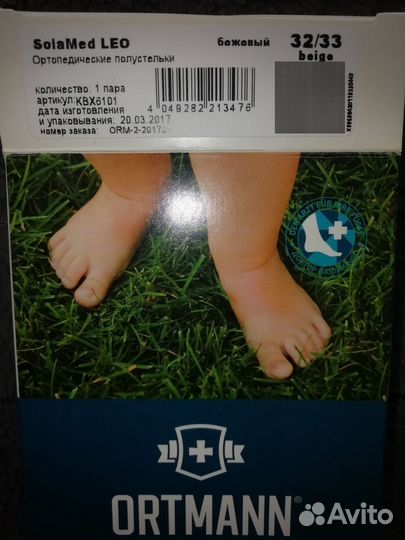 SolaMed LEO
бежевый
32/33
beige
Ортопедические полустельки
количество: 1 пара
артикул:KBX6101
дата изготовления
и упаковывания: 20.03.2017
номер заказа: ORM-2-2017
4 048282 213476
ORTMANN®
Avito